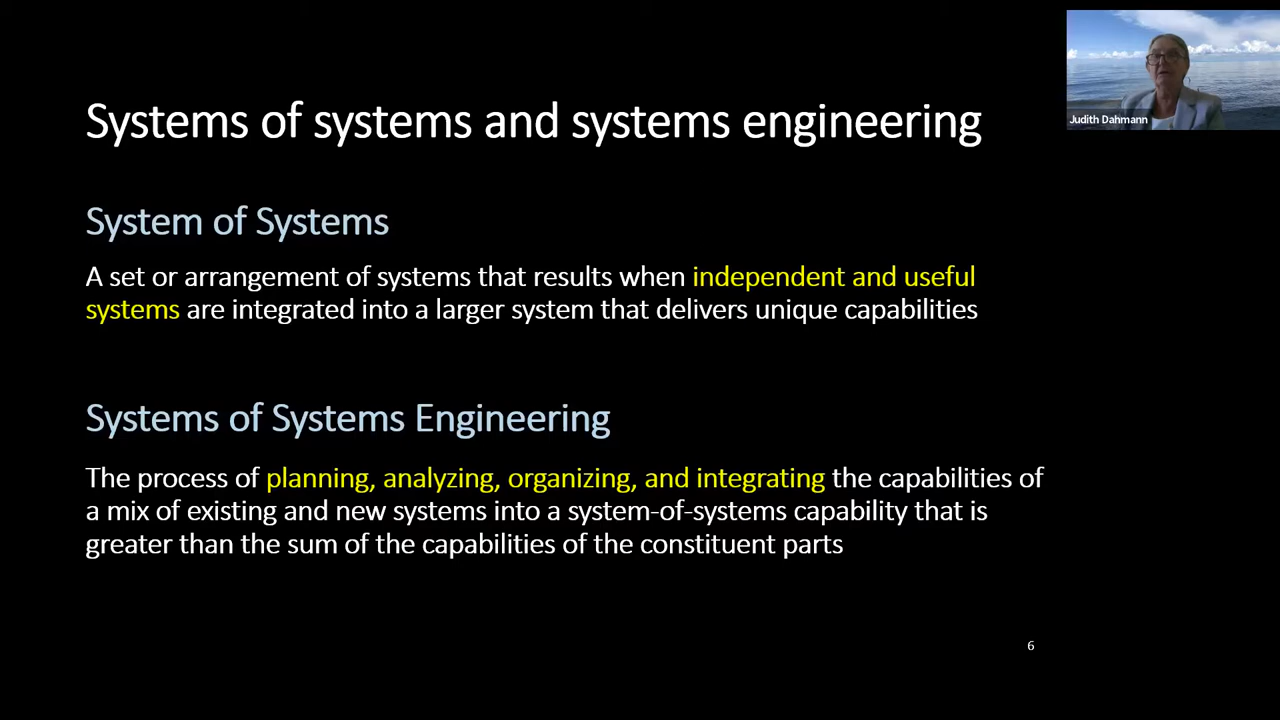 Systems of systems and systems engineering
System of Systems
A set or arrangement of systems that results when independent and useful
systems are integrated into a larger system that delivers unique capabilities
Systems of Systems Engineering
The process of planning, analyzing, organizing, and integrating the capabilities of
a mix of existing and new systems into a system-of-systems capability that is
greater than the sum of the capabilities of the constituent parts
6
Judith Dahmann